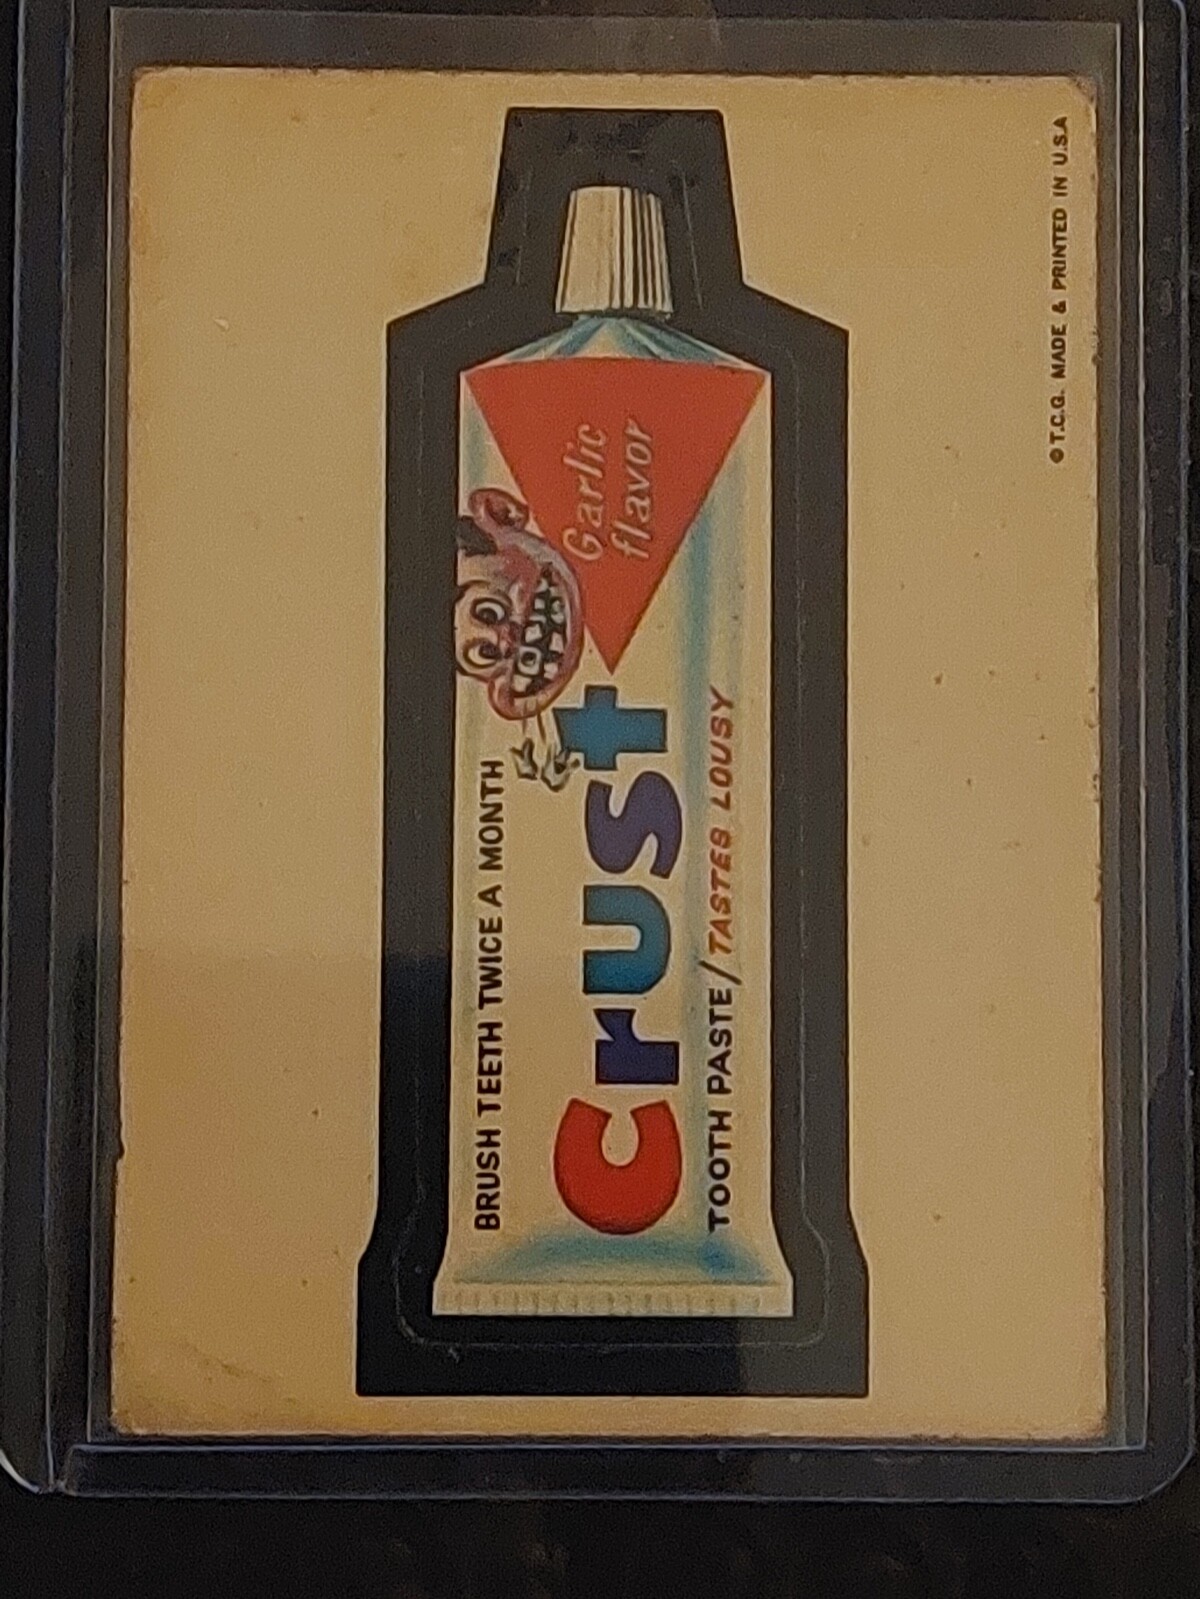 BRUSH TEETH TWICE A MONTH
Crust
Garlic
flavor
TOOTH PASTE/TASTES LOUSY
©T.C.G. MADE & PRINTED IN U.S.A